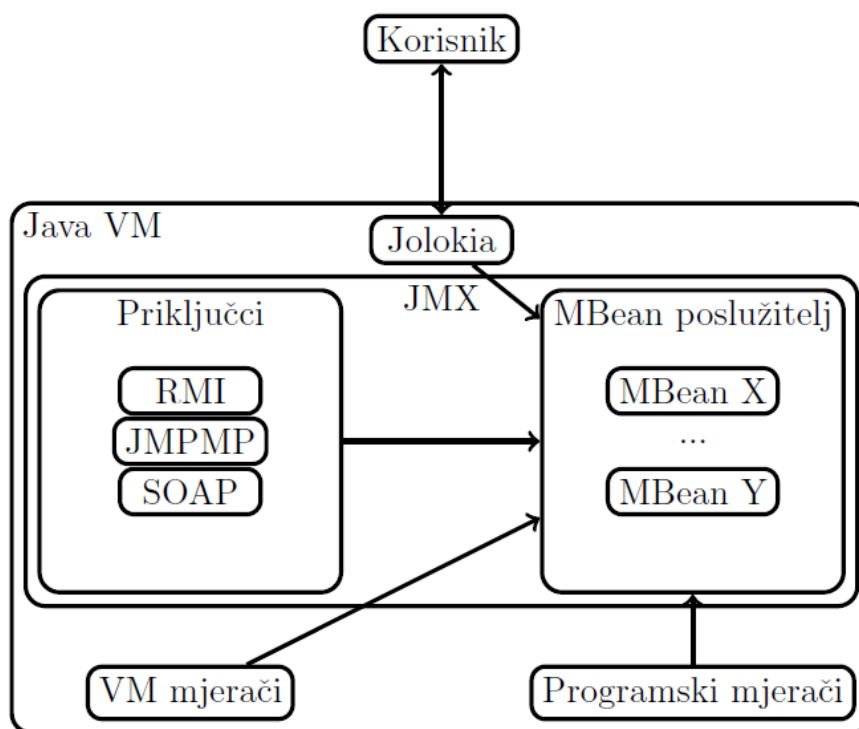 Korisnik
Java VM
Jolokia
JMX
Priključci
RMI
JMPMP
SOAP
MBean poslužitelj
MBean X
...
MBean Y
VM mjerači
Programski mjerači